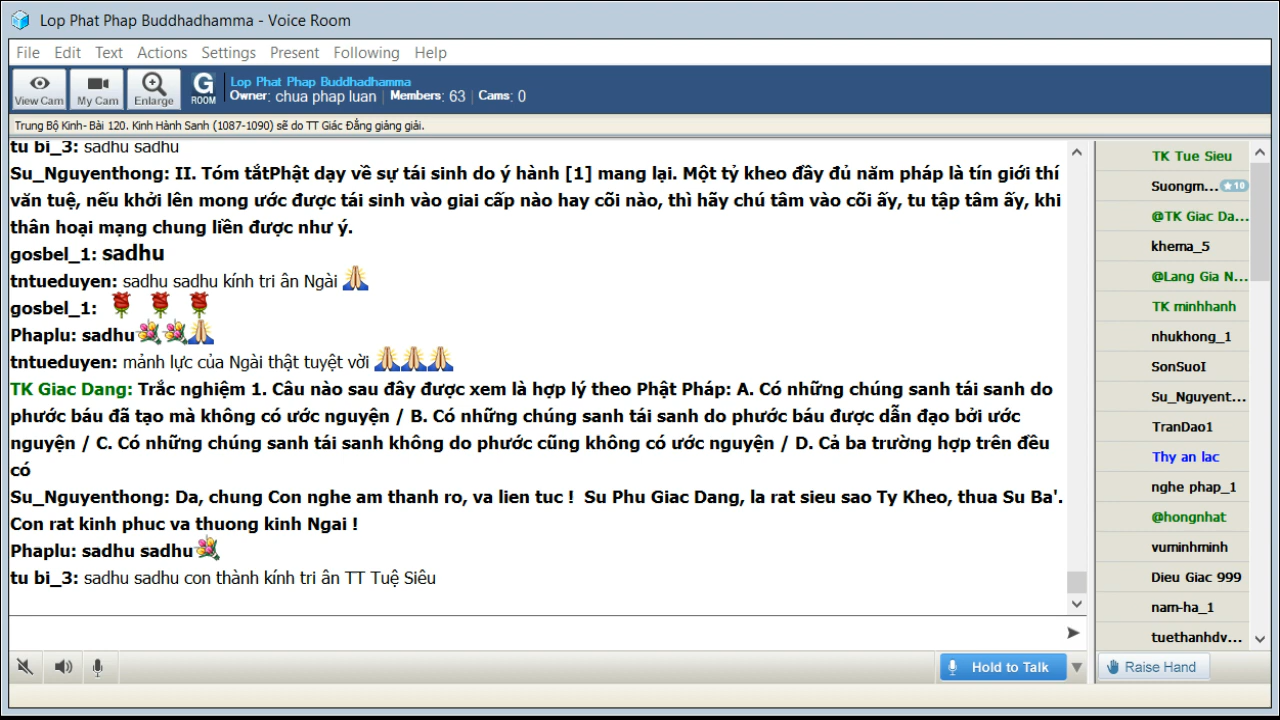 Lop Phat Phap Buddhadhamma - Voice Room
File Edit Text Actions Settings Present Following Help
View Cam My Cam Enlarge G ROOM
Lop Phat Phap Buddhadhamma
Owner: chua phap luan | Members: 63 | Cams: 0
Trung Bộ Kinh- Bài 120. Kinh Hành Sanh (1087-1090) sẽ do TT Giác Đẳng giảng giải.
tu bi_3: sadhu sadhu
Su_Nguyenthong: II. Tóm tắtPhật dạy về sự tái sinh do ý hành [1] mang lại. Một tỷ kheo đầy đủ năm pháp là tín giới thí
văn tuệ, nếu khởi lên mong ước được tái sinh vào giai cấp nào hay cõi nào, thì hãy chú tâm vào cõi ấy, tu tập tâm ấy, khi
thân hoại mạng chung liền được như ý.
gosbel_1: sadhu
tntueduyen: sadhu sadhu kính tri ân Ngài
gosbel_1:
Phaplu: sadhu
tntueduyen: mảnh lực của Ngài thật tuyệt vời
TK Giac Dang: Trắc nghiệm 1. Câu nào sau đây được xem là hợp lý theo Phật Pháp: A. Có những chúng sanh tái sanh do
phước báu đã tạo mà không có ước nguyện / B. Có những chúng sanh tái sanh do phước báu được dẫn đạo bởi ước
nguyện / C. Có những chúng sanh tái sanh không do phước cũng không có ước nguyện / D. Cả ba trường hợp trên đều
có
Su_Nguyenthong: Da, chung Con nghe am thanh ro, va lien tuc ! Su Phu Giac Dang, la rat sieu sao Ty Kheo, thua Su Ba'.
Con rat kinh phuc va thuong kinh Ngai !
Phaplu: sadhu sadhu
tu bi_3: sadhu sadhu con thành kính tri ân TT Tuệ Siêu
Hold to Talk
TK Tue Sieu
Suongm... 10
@TK Giac Da...
khema_5
@Lang Gia N...
TK minhhanh
nhukhong_1
SonSuoI
Su_Nguyent...
TranDao1
Thy an lac
nghe phap_1
@hongnhat
vuminhminh
Dieu Giac 999
nam-ha_1
tuethanhdv...
Raise Hand